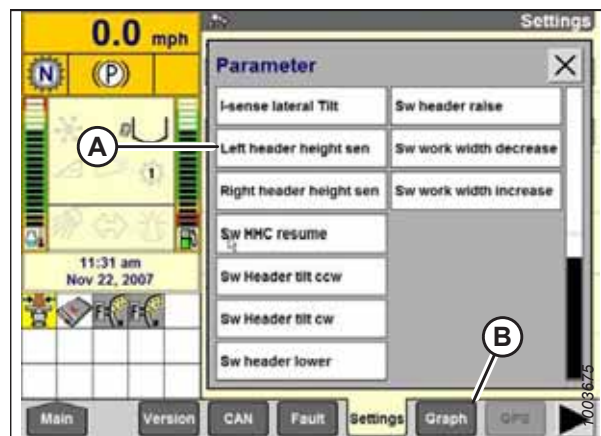 0.0 mph
Settings
N
(P)
Parameter
I-sense lateral Tilt
Sw header raise
A
Left header height sen
Sw work width decrease
1
Right header height sen
Sw work width increase
Sw HHC resume
11:31 am
Nov 22, 2007
Sw Header tilt ccw
F
F
Sw Header tilt cw
B
Sw header lower
Main
Version
CAN
Fault
Settings
Graph
GPS
1003675